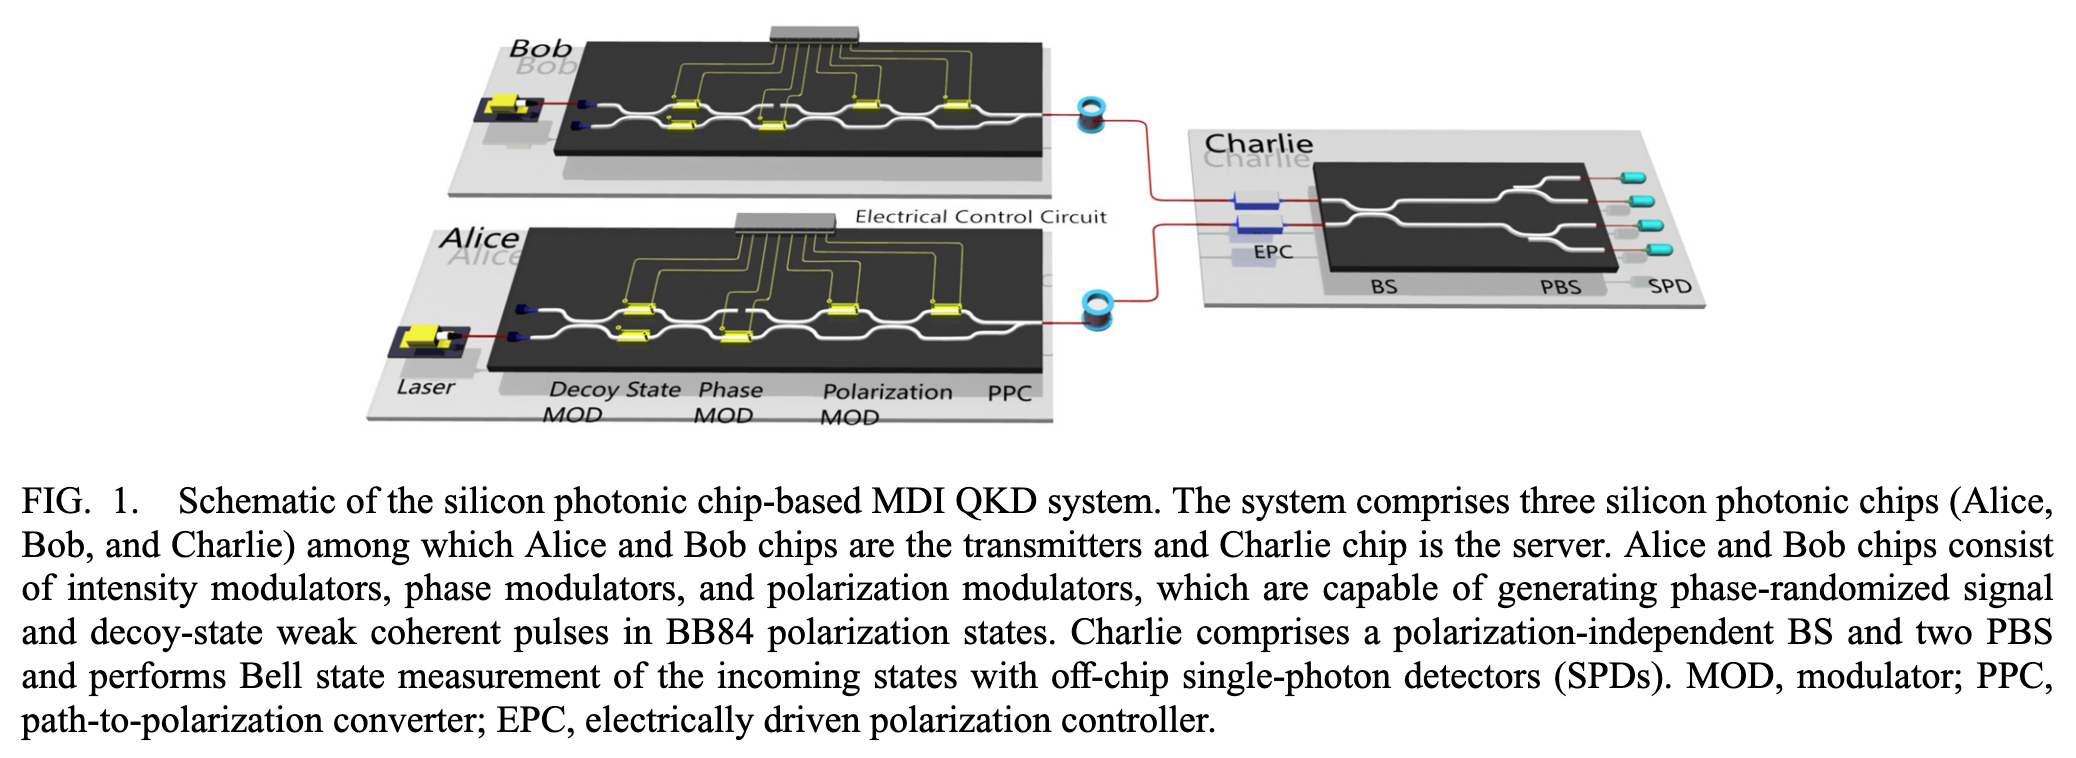 Bob
Bob
Charlie
Charlie
Electrical Control Circuit
Alice
Alice
EPC
BS
PBS
SPD
Laser
Decoy State
MOD
Phase
MOD
Polarization
MOD
PPC
FIG. 1. Schematic of the silicon photonic chip-based MDI QKD system. The system comprises three silicon photonic chips (Alice,
Bob, and Charlie) among which Alice and Bob chips are the transmitters and Charlie chip is the server. Alice and Bob chips consist
of intensity modulators, phase modulators, and polarization modulators, which are capable of generating phase-randomized signal
and decoy-state weak coherent pulses in BB84 polarization states. Charlie comprises a polarization-independent BS and two PBS
and performs Bell state measurement of the incoming states with off-chip single-photon detectors (SPDs). MOD, modulator; PPC,
path-to-polarization converter; EPC, electrically driven polarization controller.